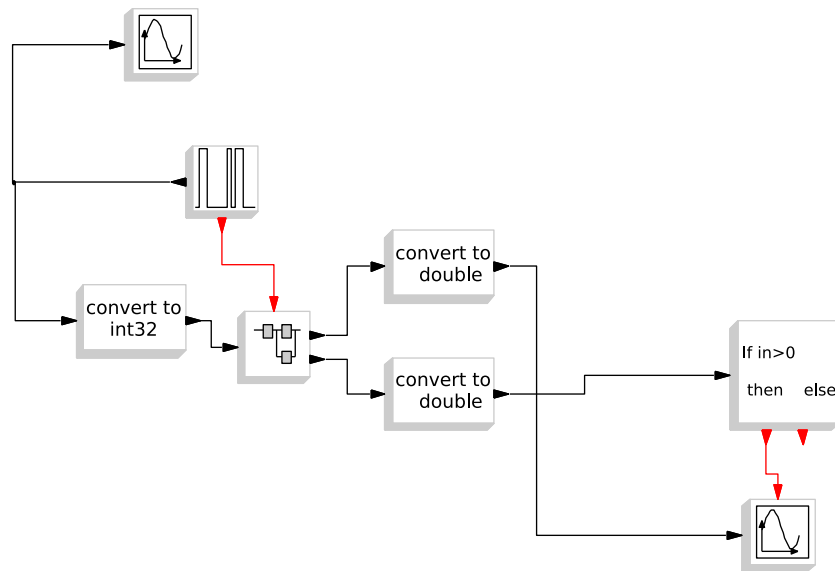 convert to
double
convert to
int32
convert to
double
If in>0
then else